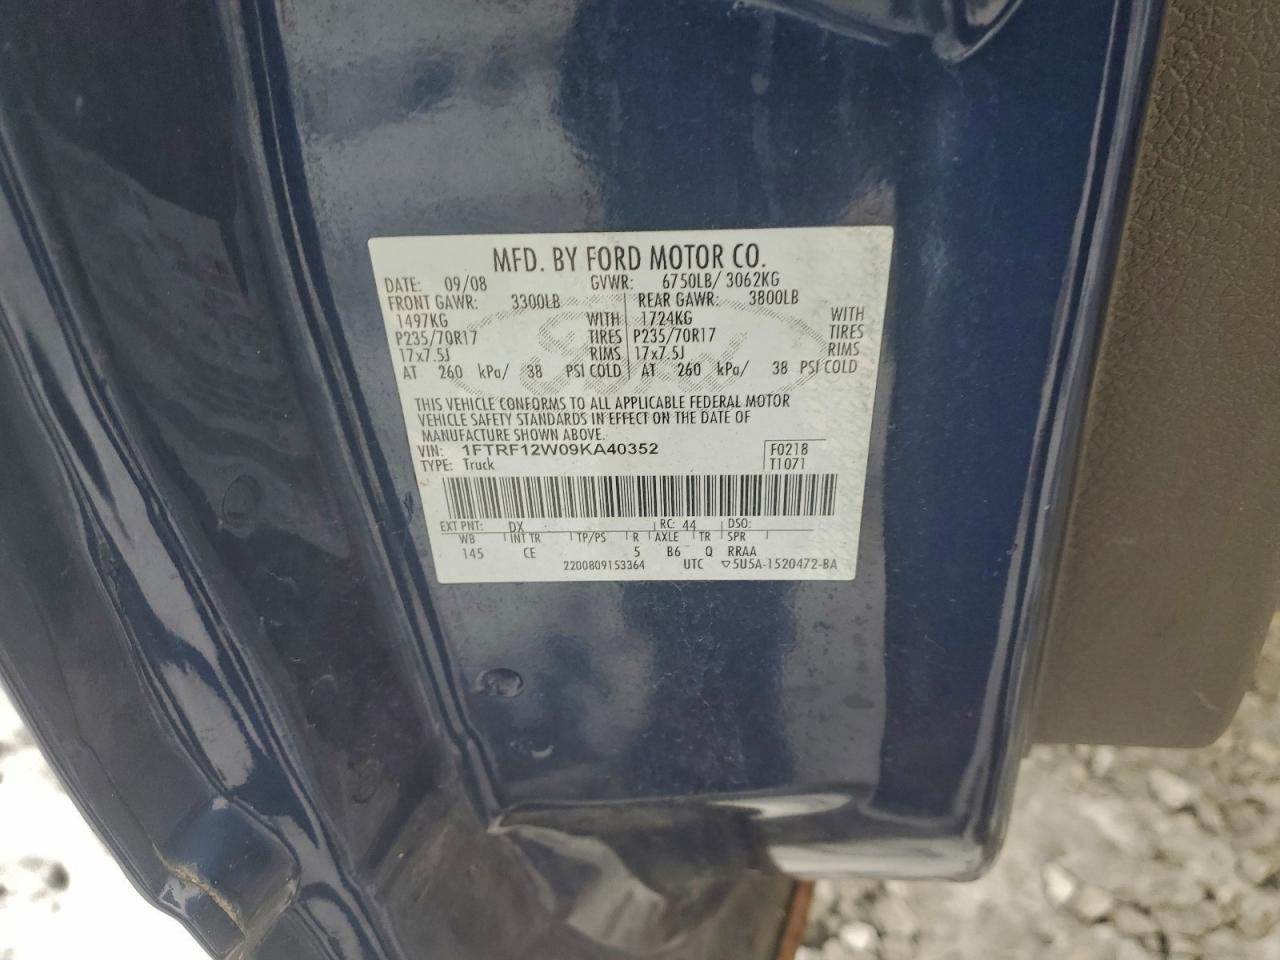 MFD. BY FORD MOTOR CO.
DATE: 09/08 GVWR: 6750LB/ 3062KG
FRONT GAWR: 3300LB REAR GAWR: 3800LB
1497KG WITH 1724KG WITH
P235/70R17 TIRES P235/70R17 TIRES
17x7.5J RIMS 17x7.5J RIMS
AT 260 kPa/ 38 PSI COLD AT 260 kPa/ 38 PSI COLD
Ford
THIS VEHICLE CONFORMS TO ALL APPLICABLE FEDERAL MOTOR
VEHICLE SAFETY STANDARDS IN EFFECT ON THE DATE OF
MANUFACTURE SHOWN ABOVE.
VIN: 1FTRF12W09KA40352 F0218
TYPE: Truck T1071
EXT PNT: DX RC: 44 DSO:
WB INT TR TP/PS R AXLE TR SPR
145 CE 5 B6 Q RRAA
2200809153364 UTC ▽5U5A-1520472-BA